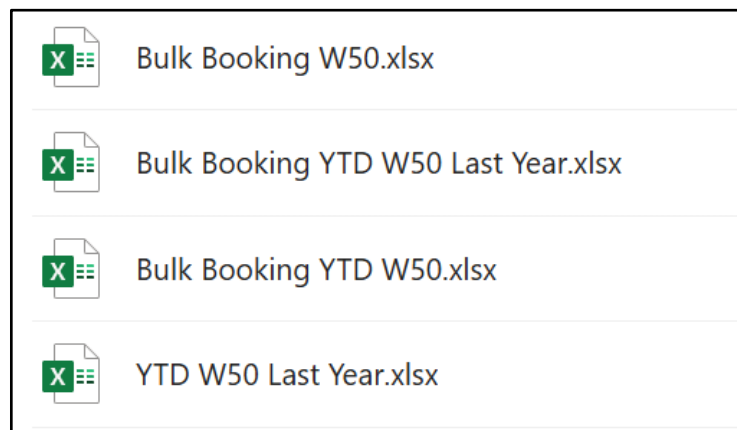 Bulk Booking W50.xlsx
Bulk Booking YTD W50 Last Year.xlsx
Bulk Booking YTD W50.xlsx
YTD W50 Last Year.xlsx